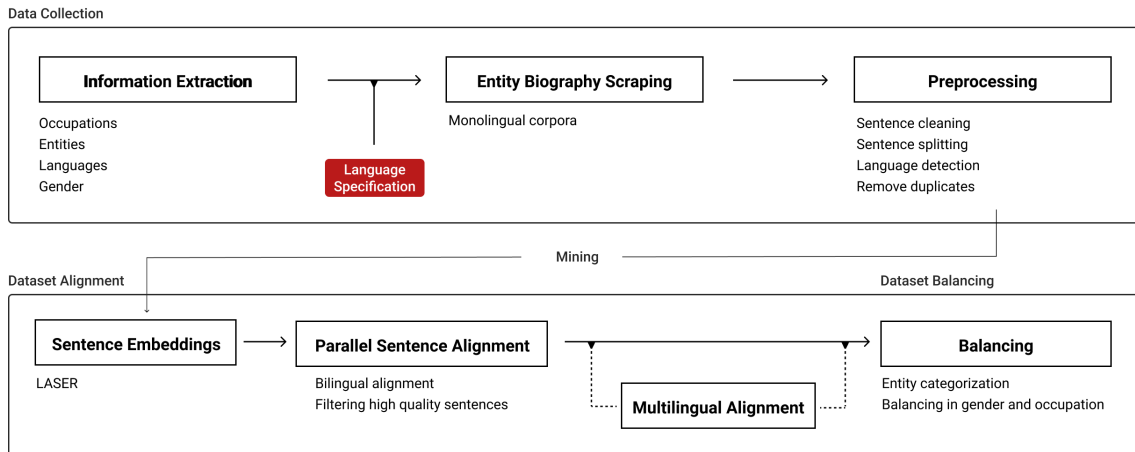 Data Collection
Information Extraction
Occupations
Entities
Languages
Gender
Language
Specification
Entity Biography Scraping
Monolingual corpora
Preprocessing
Sentence cleaning
Sentence splitting
Language detection
Remove duplicates
Mining
Dataset Alignment
Dataset Balancing
Sentence Embeddings
LASER
Parallel Sentence Alignment
Bilingual alignment
Filtering high quality sentences
Multilingual Alignment
Balancing
Entity categorization
Balancing in gender and occupation